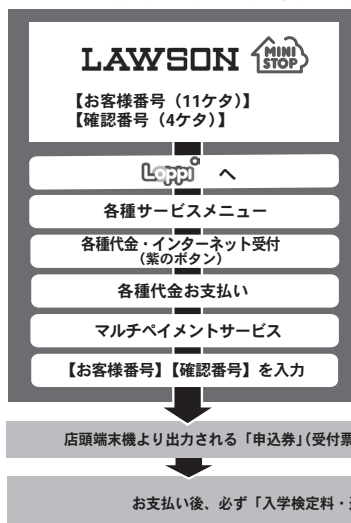 LAWSON MINI STOP
【お客様番号（11ケタ）】
【確認番号（4ケタ）】
Loppi へ
各種サービスメニュー
各種代金・インターネット受付
（紫のボタン）
各種代金お支払い
マルチペイメントサービス
【お客様番号】【確認番号】を入力
店頭端末機より出力される「申込券」（受付票
お支払い後、必ず「入学検定料・